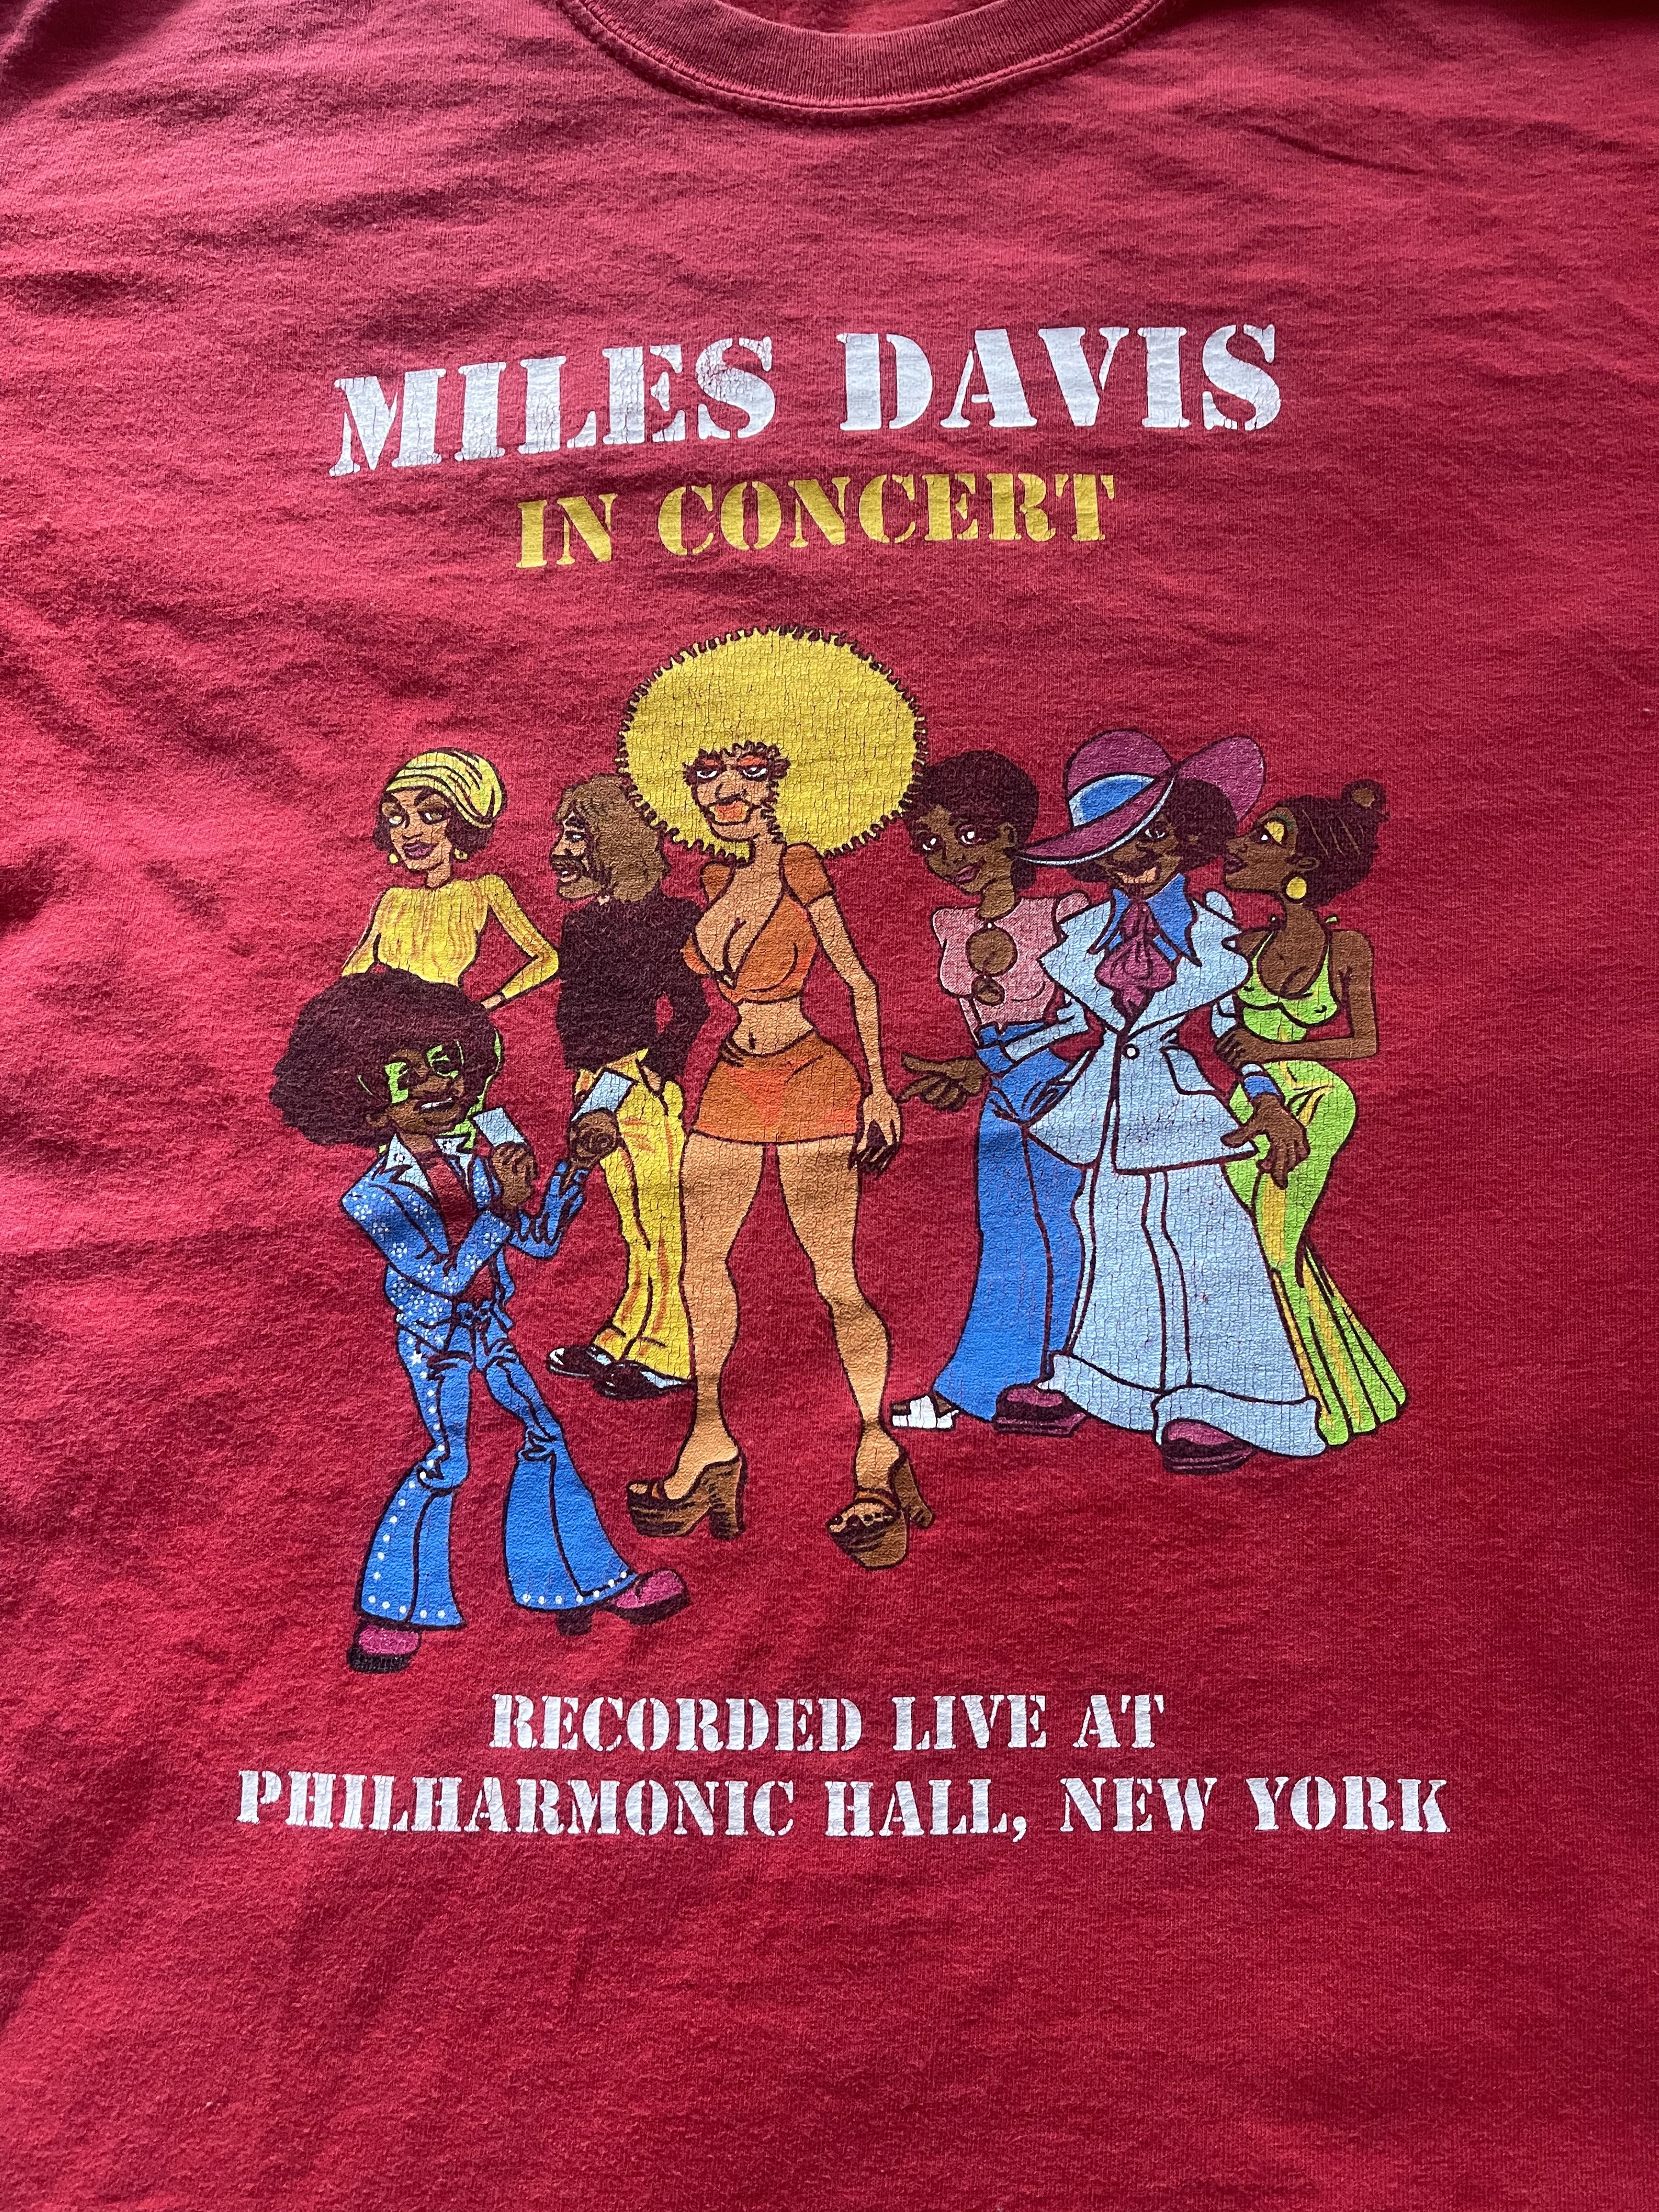 MILES DAVIS
IN CONCERT
RECORDED LIVE AT
PHILHARMONIC HALL, NEW YORK